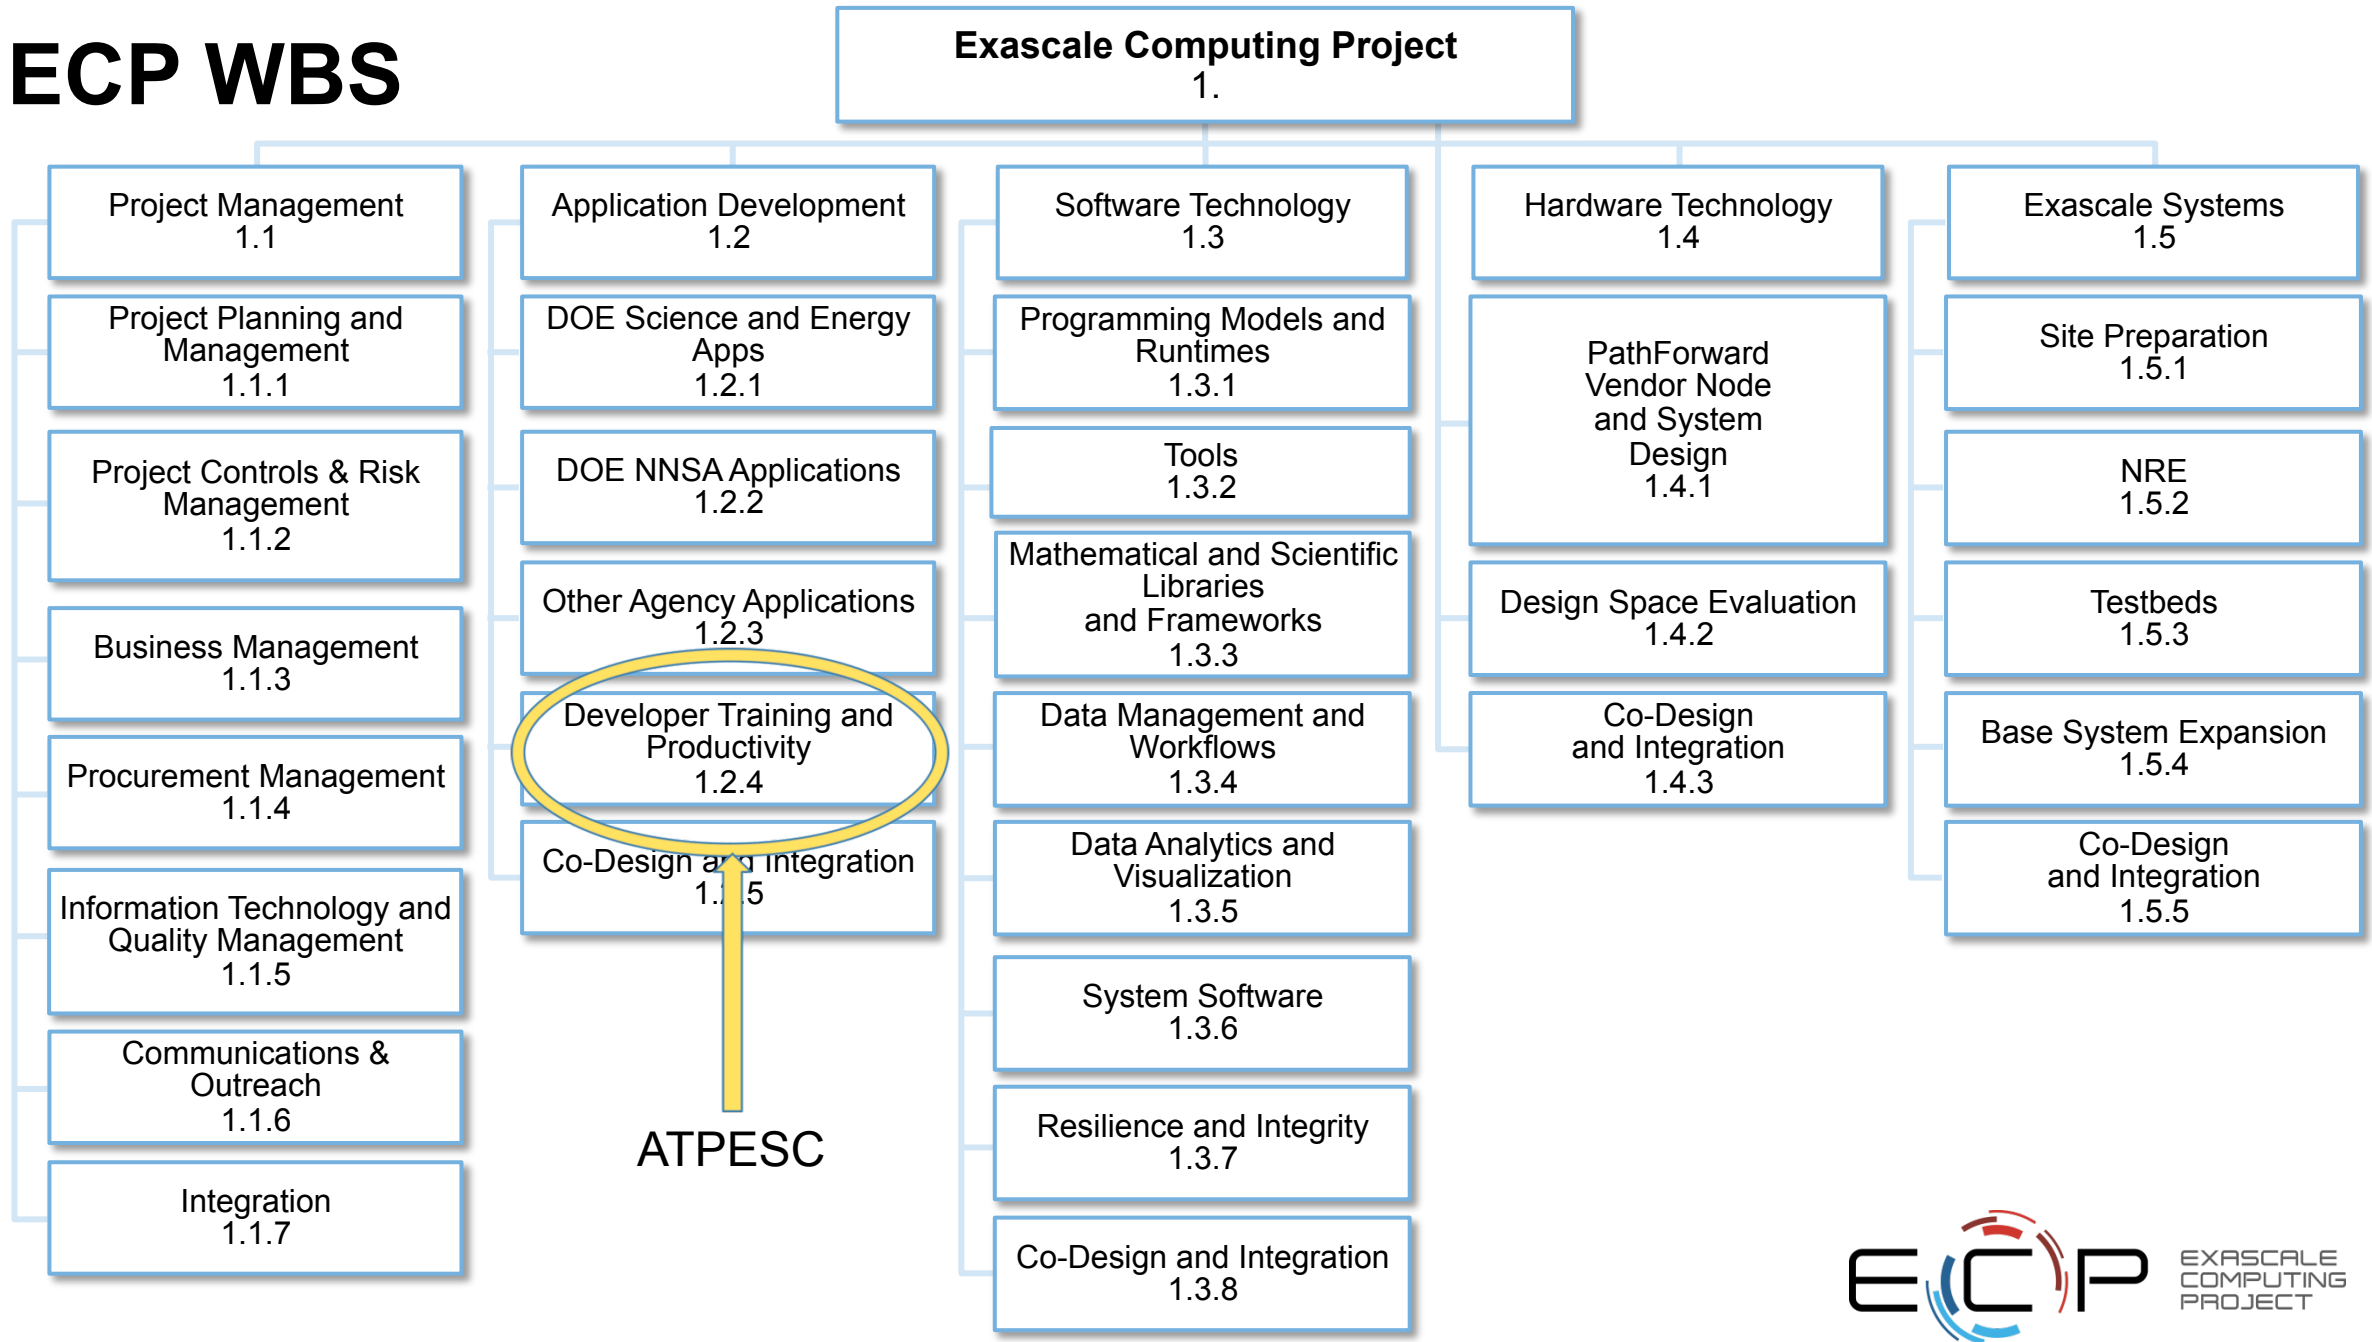 ECP WBS
Exascale Computing Project
1.
Project Management
1.1
Project Planning and
Management
1.1.1
Project Controls & Risk
Management
1.1.2
Business Management
1.1.3
Procurement Management
1.1.4
Information Technology and
Quality Management
1.1.5
Communications &
Outreach
1.1.6
Integration
1.1.7
Application Development
1.2
DOE Science and Energy
Apps
1.2.1
DOE NNSA Applications
1.2.2
Other Agency Applications
1.2.3
Developer Training and
Productivity
1.2.4
Co-Design and Integration
1.2.5
ATPESC
Software Technology
1.3
Programming Models and
Runtimes
1.3.1
Tools
1.3.2
Mathematical and Scientific
Libraries
and Frameworks
1.3.3
Data Management and
Workflows
1.3.4
Data Analytics and
Visualization
1.3.5
System Software
1.3.6
Resilience and Integrity
1.3.7
Co-Design and Integration
1.3.8
Hardware Technology
1.4
PathForward
Vendor Node
and System
Design
1.4.1
Design Space Evaluation
1.4.2
Co-Design
and Integration
1.4.3
Exascale Systems
1.5
Site Preparation
1.5.1
NRE
1.5.2
Testbeds
1.5.3
Base System Expansion
1.5.4
Co-Design
and Integration
1.5.5
ECP
EXASCALE
COMPUTING
PROJECT